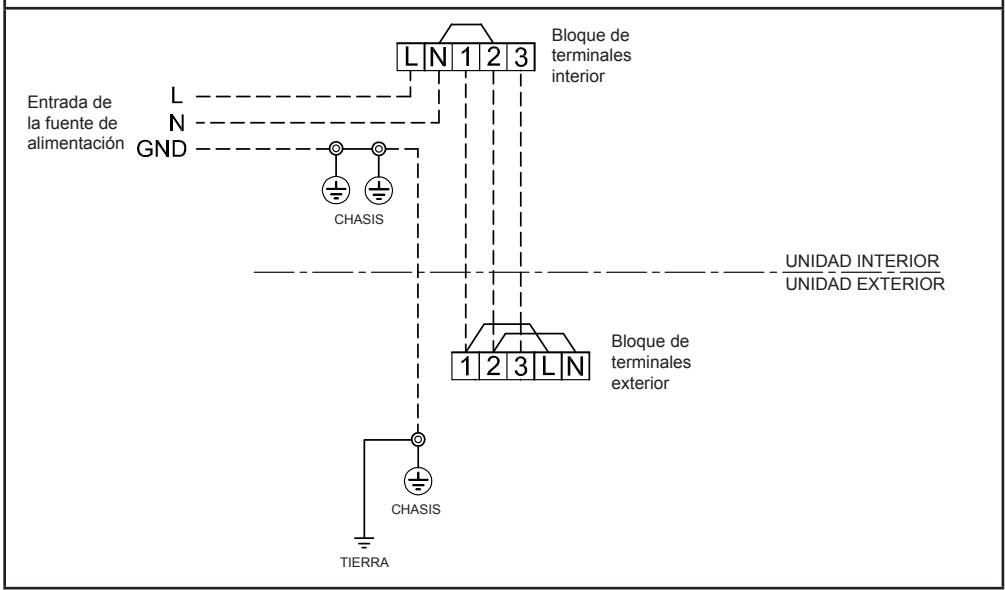 Bloque de
terminales
interior
L N 1 2 3
Entrada de
la fuente de
alimentación
L
N
GND
CHASIS
UNIDAD INTERIOR
UNIDAD EXTERIOR
Bloque de
terminales
exterior
1 2 3 L N
CHASIS
TIERRA